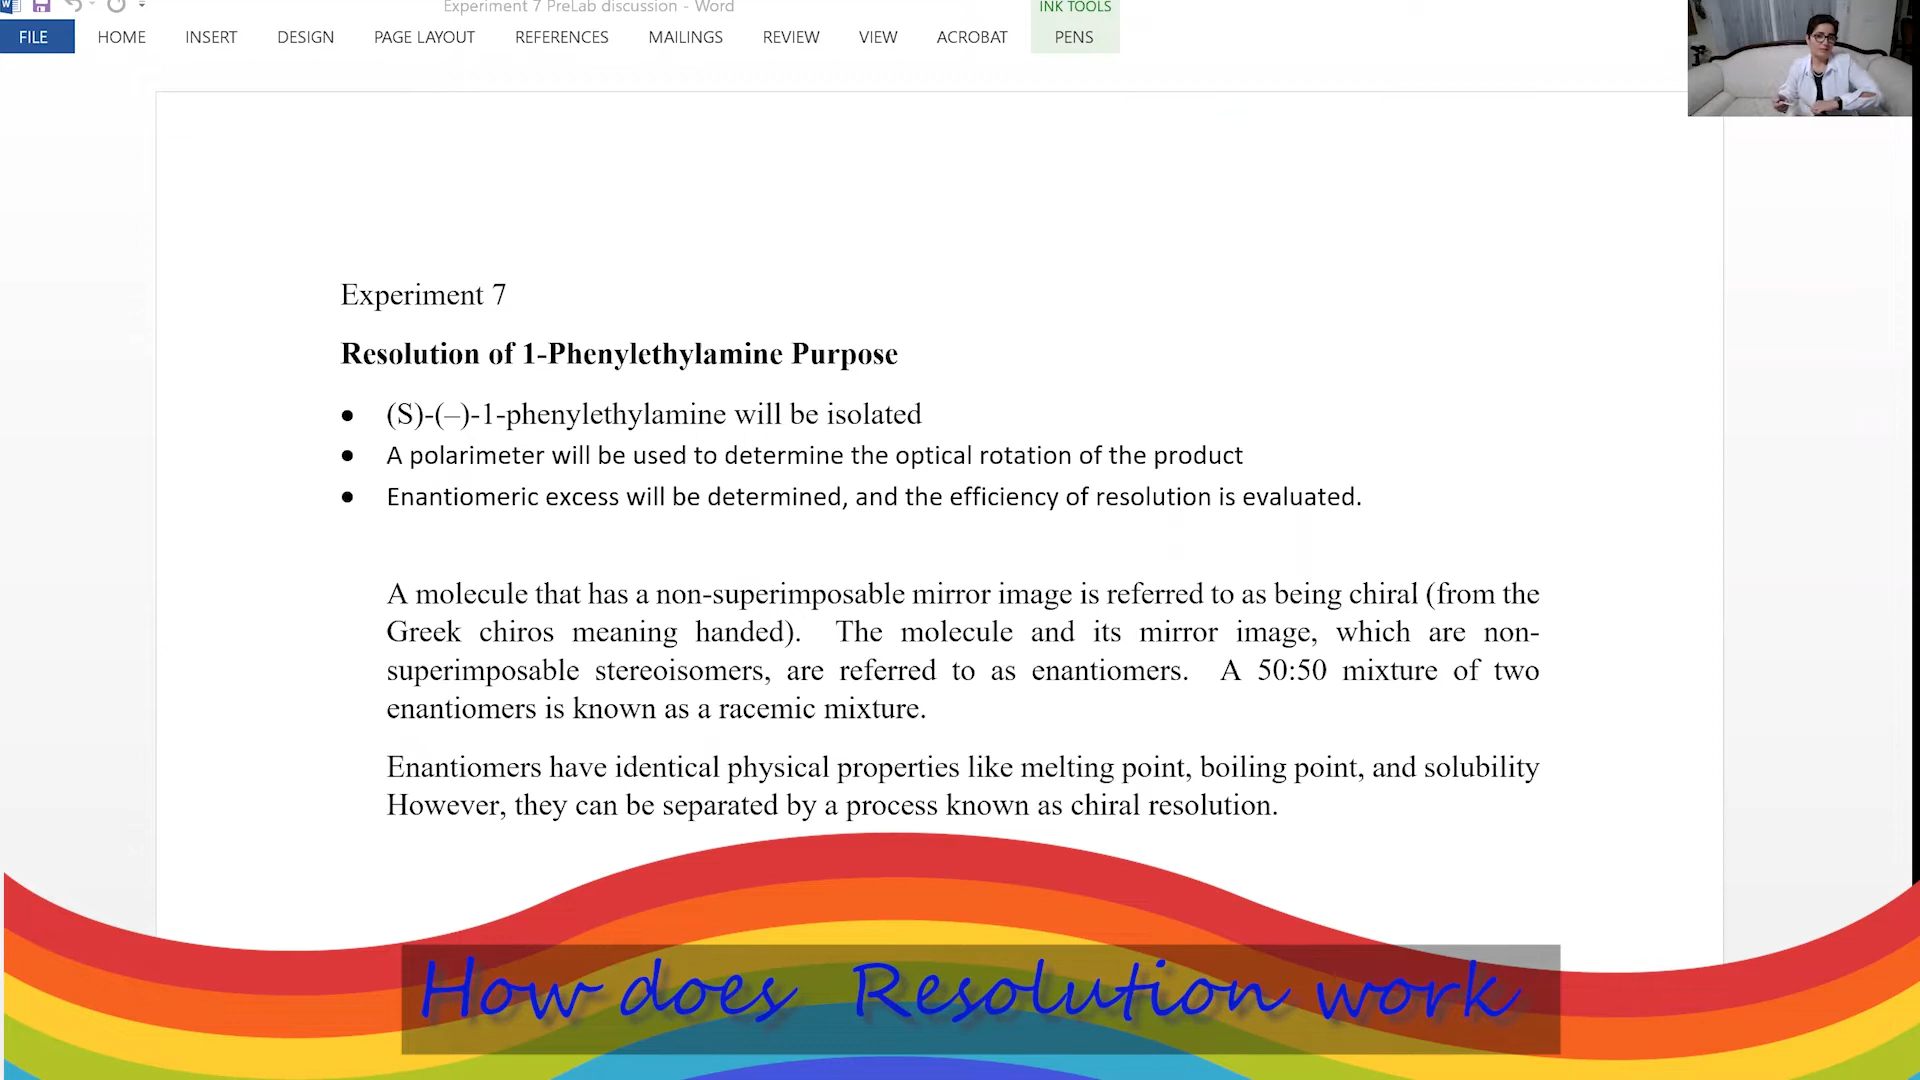 Experiment 7 PreLab discussion - Word
INK TOOLS
FILE HOME INSERT DESIGN PAGE LAYOUT REFERENCES MAILINGS REVIEW VIEW ACROBAT PENS
Experiment 7
Resolution of 1-Phenylethylamine Purpose
• (S)-(–)-1-phenylethylamine will be isolated
• A polarimeter will be used to determine the optical rotation of the product
• Enantiomeric excess will be determined, and the efficiency of resolution is evaluated.
A molecule that has a non-superimposable mirror image is referred to as being chiral (from the
Greek chiros meaning handed). The molecule and its mirror image, which are non-
superimposable stereoisomers, are referred to as enantiomers. A 50:50 mixture of two
enantiomers is known as a racemic mixture.
Enantiomers have identical physical properties like melting point, boiling point, and solubility
However, they can be separated by a process known as chiral resolution.
How does Resolution work